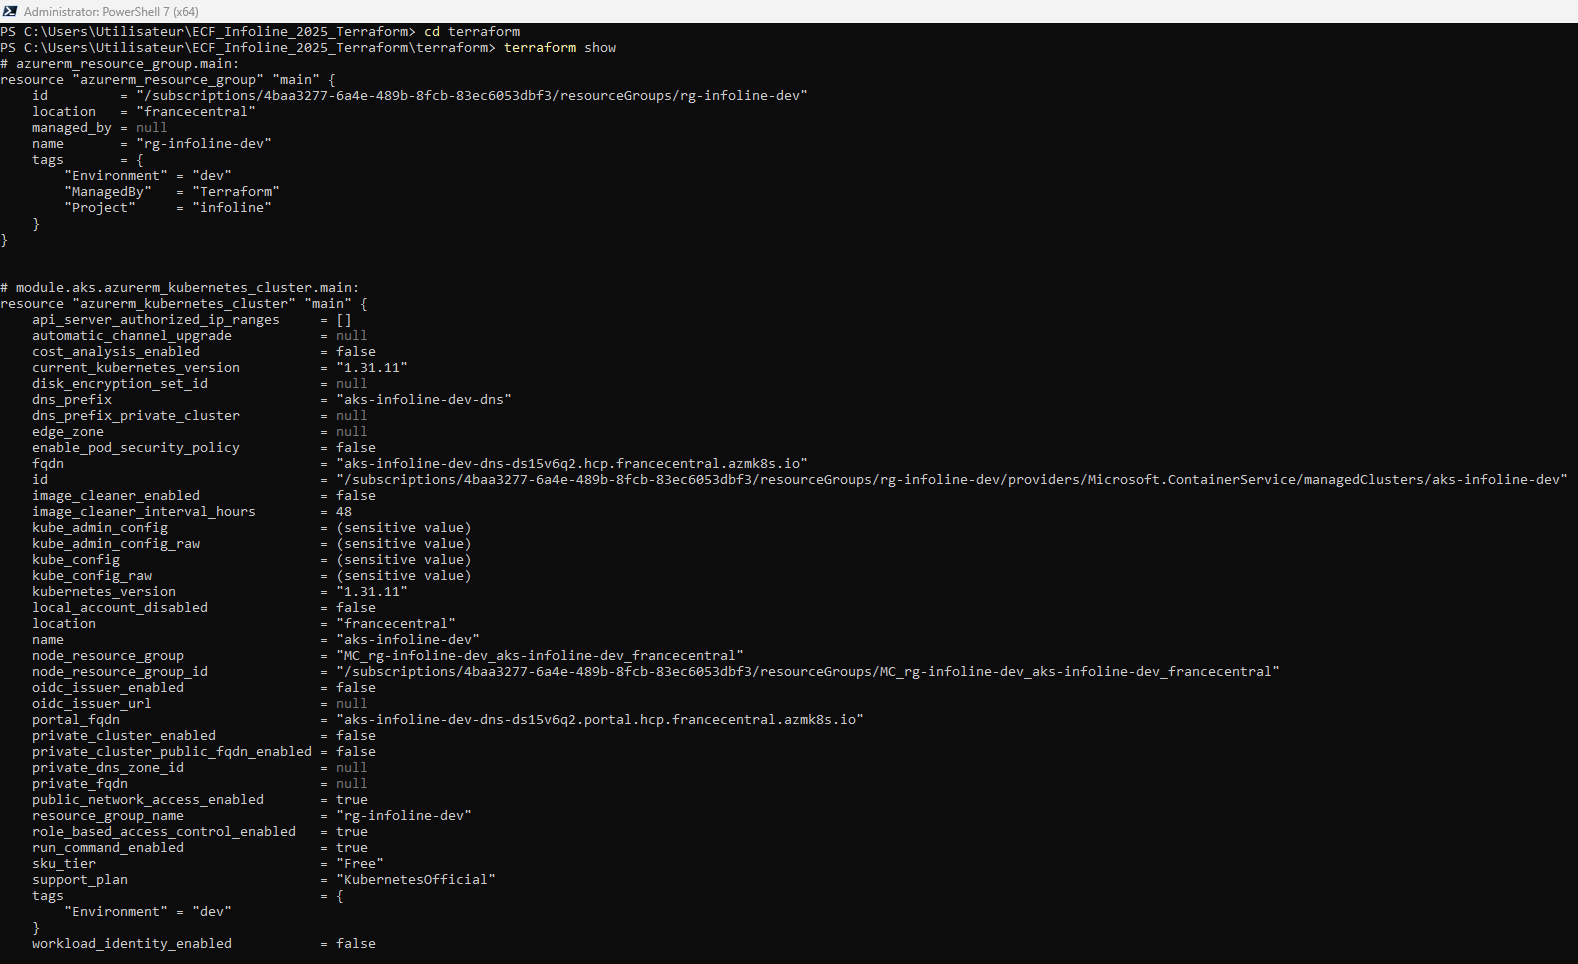 Administrator: PowerShell 7 (x64)
PS C:\Users\Utilisateur\ECF_Infoline_2025_Terraform> cd terraform
PS C:\Users\Utilisateur\ECF_Infoline_2025_Terraform\terraform> terraform show
# azurerm_resource_group.main:
resource "azurerm_resource_group" "main" {
    id         = "/subscriptions/4baa3277-6a4e-489b-8fcb-83ec6053dbf3/resourceGroups/rg-infoline-dev"
    location   = "francecentral"
    managed_by = null
    name       = "rg-infoline-dev"
    tags       = {
        "Environment" = "dev"
        "ManagedBy"   = "Terraform"
        "Project"     = "infoline"
    }
}
# module.aks.azurerm_kubernetes_cluster.main:
resource "azurerm_kubernetes_cluster" "main" {
    api_server_authorized_ip_ranges     = []
    automatic_channel_upgrade           = null
    cost_analysis_enabled               = false
    current_kubernetes_version          = "1.31.11"
    disk_encryption_set_id              = null
    dns_prefix                          = "aks-infoline-dev-dns"
    dns_prefix_private_cluster          = null
    edge_zone                           = null
    enable_pod_security_policy          = false
    fqdn                                = "aks-infoline-dev-dns-ds15v6q2.hcp.francecentral.azmk8s.io"
    id                                  = "/subscriptions/4baa3277-6a4e-489b-8fcb-83ec6053dbf3/resourceGroups/rg-infoline-dev/providers/Microsoft.ContainerService/managedClusters/aks-infoline-dev"
    image_cleaner_enabled               = false
    image_cleaner_interval_hours        = 48
    kube_admin_config                   = (sensitive value)
    kube_admin_config_raw               = (sensitive value)
    kube_config                         = (sensitive value)
    kube_config_raw                     = (sensitive value)
    kubernetes_version                  = "1.31.11"
    local_account_disabled              = false
    location                            = "francecentral"
    name                                = "aks-infoline-dev"
    node_resource_group                 = "MC_rg-infoline-dev_aks-infoline-dev_francecentral"
    node_resource_group_id              = "/subscriptions/4baa3277-6a4e-489b-8fcb-83ec6053dbf3/resourceGroups/MC_rg-infoline-dev_aks-infoline-dev_francecentral"
    oidc_issuer_enabled                 = false
    oidc_issuer_url                     = null
    portal_fqdn                         = "aks-infoline-dev-dns-ds15v6q2.portal.hcp.francecentral.azmk8s.io"
    private_cluster_enabled             = false
    private_cluster_public_fqdn_enabled = false
    private_dns_zone_id                 = null
    private_fqdn                        = null
    public_network_access_enabled       = true
    resource_group_name                 = "rg-infoline-dev"
    role_based_access_control_enabled   = true
    run_command_enabled                 = true
    sku_tier                            = "Free"
    support_plan                        = "KubernetesOfficial"
    tags                                = {
        "Environment" = "dev"
    }
    workload_identity_enabled           = false